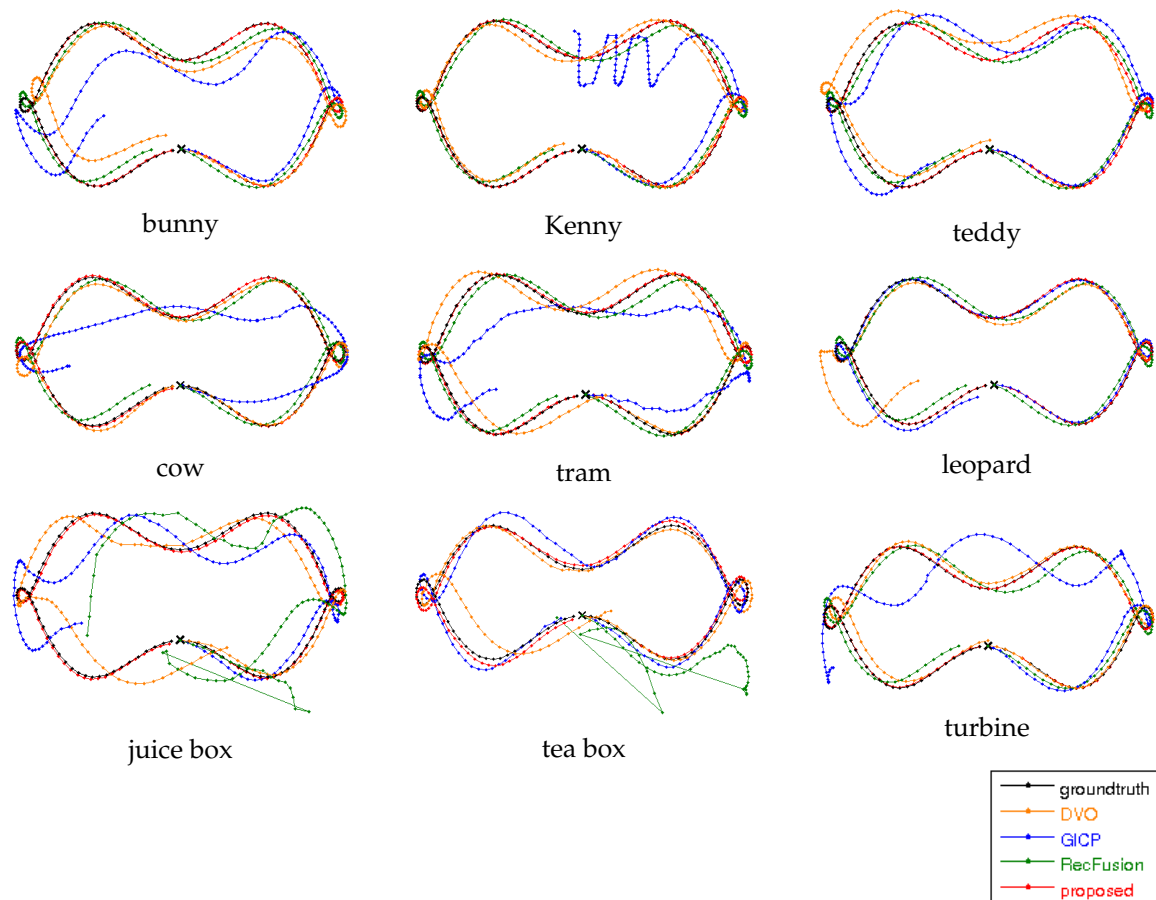 bunny
Kenny
teddy
cow
tram
leopard
juice box
tea box
turbine
groundtruth
DVO
GICP
RecFusion
proposed